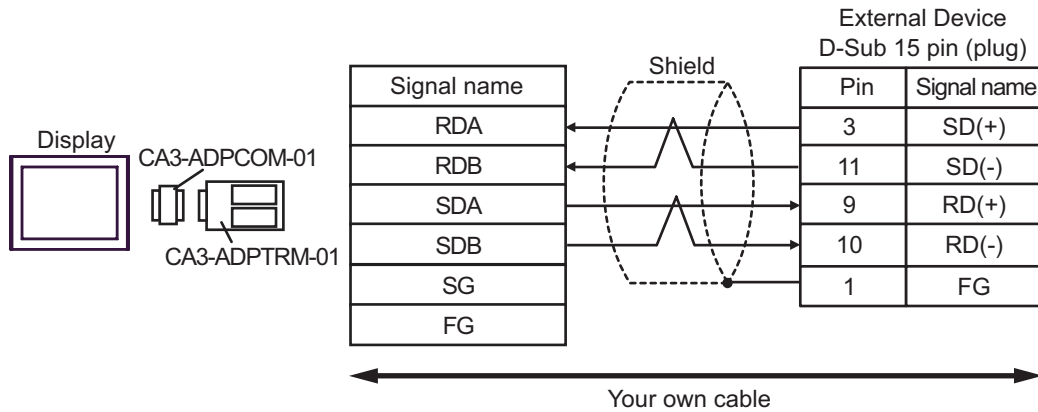 External Device
D-Sub 15 pin (plug)
Shield
Signal name
Pin Signal name
RDA
3 SD(+)
Display
CA3-ADPCOM-01
RDB
11 SD(-)
SDA
9 RD(+)
CA3-ADPTRM-01
SDB
10 RD(-)
SG
1 FG
FG
Your own cable